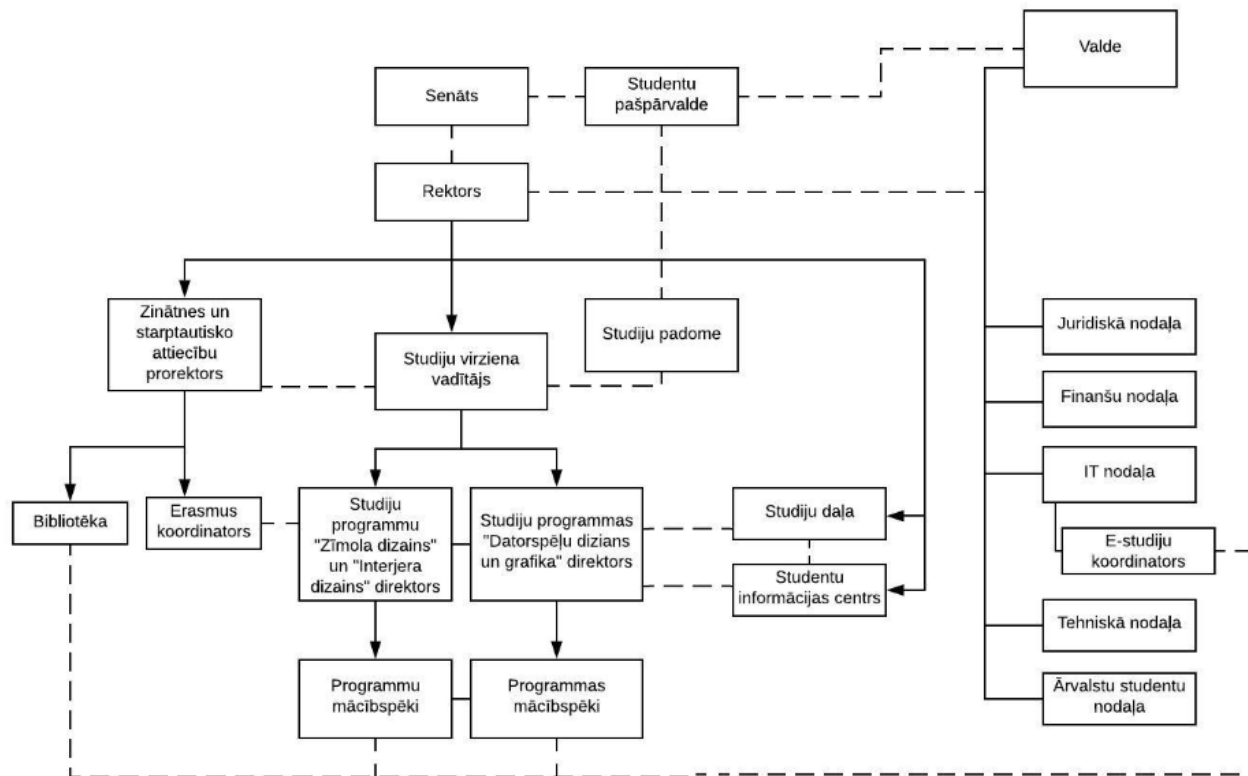 Valde
Senāts
Studentu
pašpārvalde
Rektors
Zinātnes un
starptautisko
attiecību
prorektors
Studiju virziena
vadītājs
Studiju padome
Juridiskā nodaļa
Finanšu nodaļa
IT nodaļa
E-studiju
koordinators
Tehniskā nodaļa
Ārvalstu studentu
nodaļa
Bibliotēka
Erasmus
koordinators
Studiju
programmu
"Zīmola dizains"
un "Interjera
dizains" direktors
Studiju programmas
"Datorspēļu dizians
un grafika" direktors
Studiju daļa
Studentu
informācijas centrs
Programmu
mācībspēki
Programmas
mācībspēki